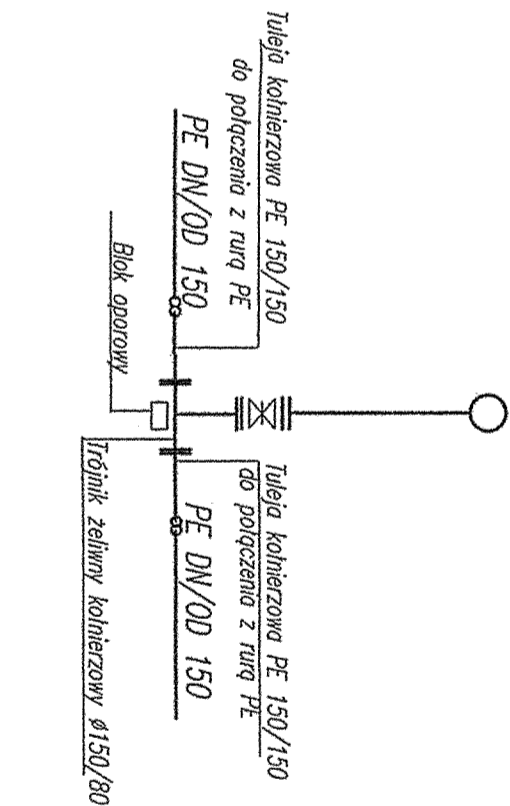 Tuleja kołnierzowa PE 150/150
do połączenia z rurą PE
PE DN/OD 150
Blok oporowy
Tuleja kołnierzowa PE 150/150
do połączenia z rurą PE
PE DN/OD 150
Trójnik żeliwny kołnierzowy ø150/80